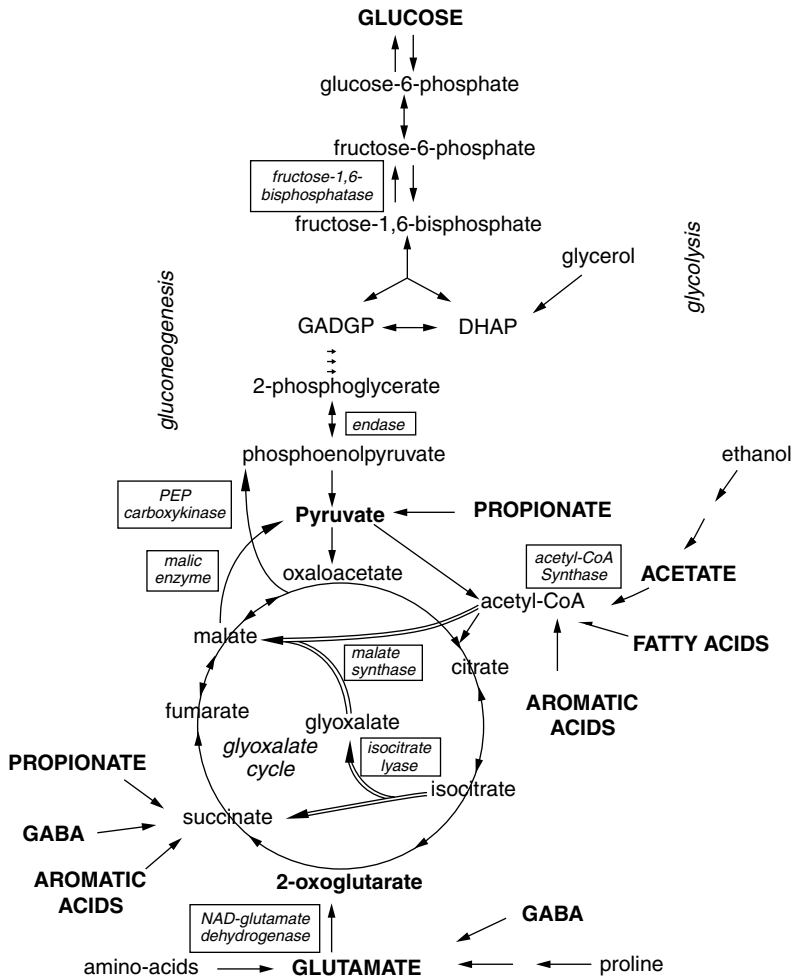 GLUCOSE
glucose-6-phosphate
fructose-6-phosphate
fructose-1,6-
bisphosphatase
fructose-1,6-bisphosphate
glycerol
gluconeogenesis
glycolysis
GADGP
DHAP
2-phosphoglycerate
endase
phosphoenolpyruvate
ethanol
PEP
carboxykinase
Pyruvate
PROPIONATE
malic
enzyme
oxaloacetate
acetyl-CoA
Synthase
ACETATE
acetyl-CoA
malate
FATTY ACIDS
malate
synthase
citrate
AROMATIC
ACIDS
fumarate
glyoxalate
glyoxalate
cycle
isocitrate
lyase
PROPIONATE
isocitrate
succinate
GABA
AROMATIC
ACIDS
2-oxoglutarate
NAD-glutamate
dehydrogenase
GABA
amino-acids
GLUTAMATE
proline